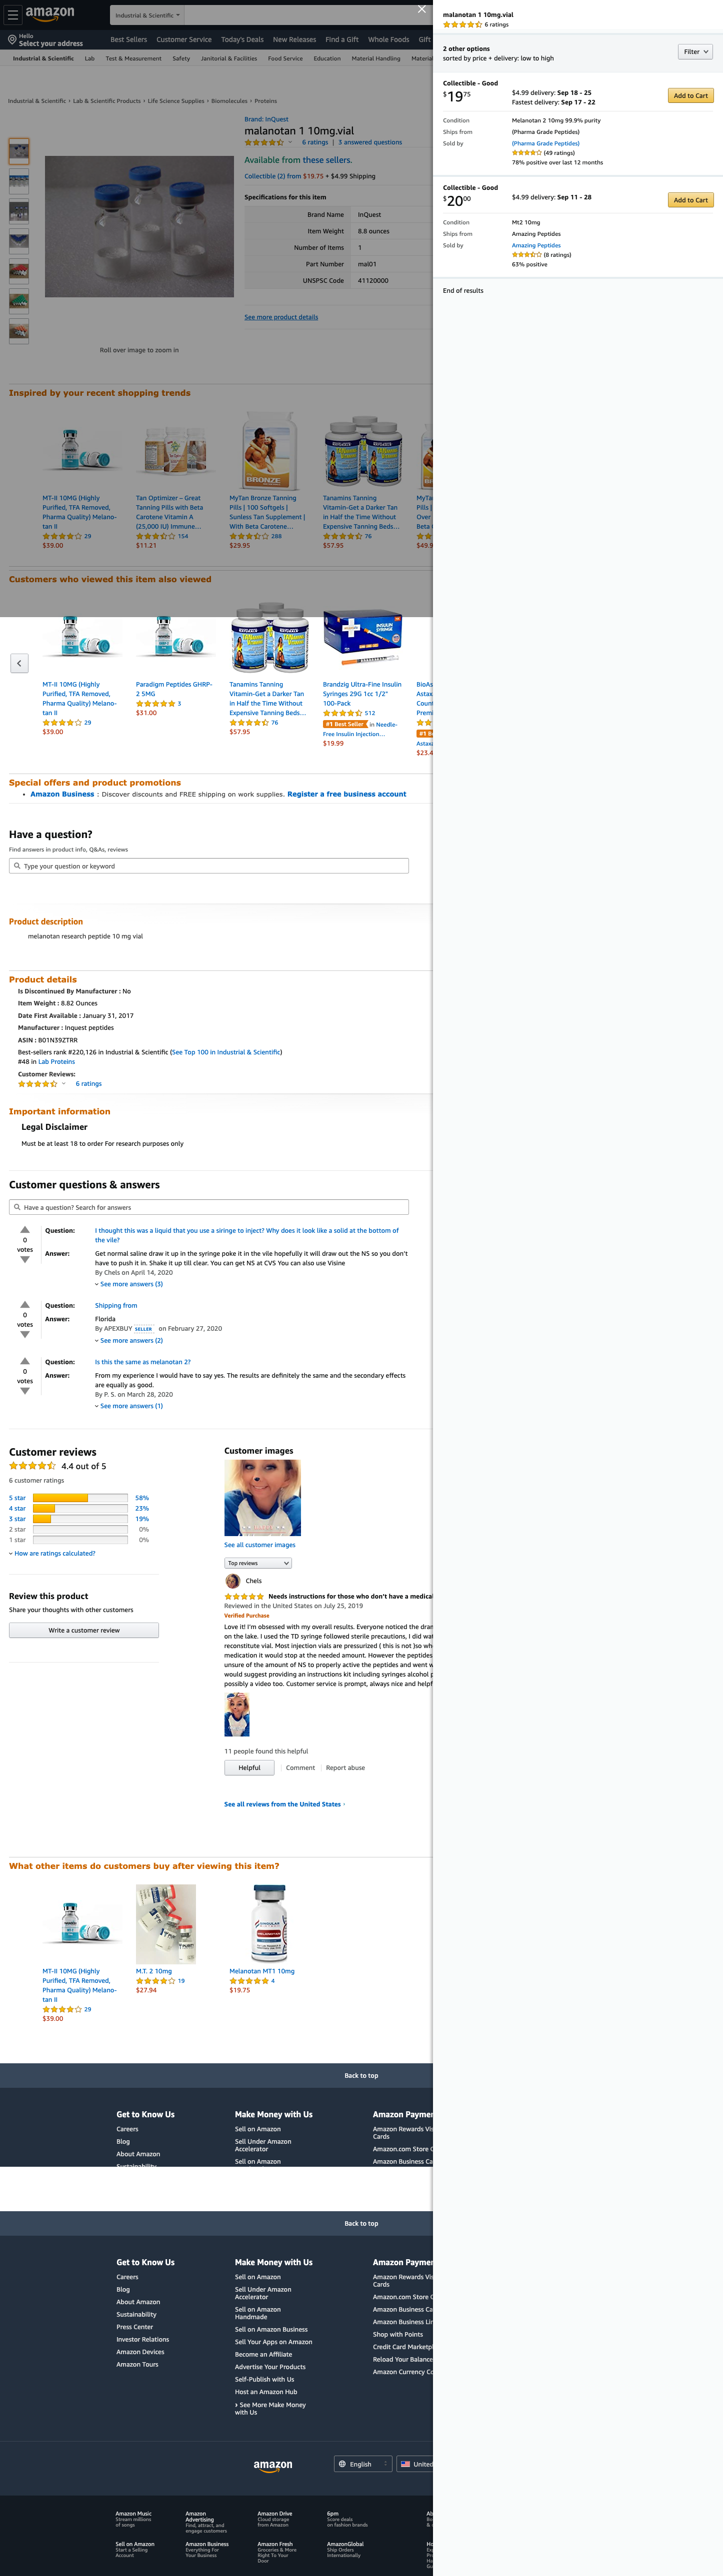 amazon
Industrial & Scientific
Hello
Select your address
Best Sellers Customer Service Today's Deals New Releases Find a Gift Whole Foods Gift
Industrial & Scientific Lab Test & Measurement Safety Janitorial & Facilities Food Service Education Material Handling Material
Industrial & Scientific › Lab & Scientific Products › Life Science Supplies › Biomolecules › Proteins
Brand: InQuest
malanotan 1 10mg.vial
6 ratings | 3 answered questions
Available from these sellers.
Collectible (2) from $19.75 + $4.99 Shipping
Specifications for this item
Brand Name InQuest
Item Weight 8.8 ounces
Number of Items 1
Part Number mal01
UNSPSC Code 41120000
See more product details
Roll over image to zoom in
malanotan 1 10mg.vial
6 ratings
2 other options
sorted by price + delivery: low to high
Filter
Collectible - Good
$19 75
$4.99 delivery: Sep 18 - 25
Fastest delivery: Sep 17 - 22
Add to Cart
Condition Melanotan 2 10mg 99.9% purity
Ships from (Pharma Grade Peptides)
Sold by (Pharma Grade Peptides)
(49 ratings)
78% positive over last 12 months
Collectible - Good
$20 00
$4.99 delivery: Sep 11 - 28
Add to Cart
Condition Mt2 10mg
Ships from Amazing Peptides
Sold by Amazing Peptides
(8 ratings)
63% positive
End of results
Inspired by your recent shopping trends
BRONZE
MT-II 10MG (Highly
Purified, TFA Removed,
Pharma Quality) Melano-
tan II
29
$39.00
Tan Optimizer – Great
Tanning Pills with Beta
Carotene Vitamin A
(25,000 IU) Immune...
154
$11.21
MyTan Bronze Tanning
Pills | 100 Softgels |
Sunless Tan Supplement |
With Beta Carotene...
288
$29.95
Tanamins Tanning
Vitamin-Get a Darker Tan
in Half the Time Without
Expensive Tanning Beds...
76
$57.95
MyTan
Pills |
Over
Beta C
$49.9
Customers who viewed this item also viewed
MT-II 10MG (Highly
Purified, TFA Removed,
Pharma Quality) Melano-
tan II
29
$39.00
Paradigm Peptides GHRP-
2 5MG
3
$31.00
Tanamins Tanning
Vitamin-Get a Darker Tan
in Half the Time Without
Expensive Tanning Beds...
76
$57.95
Brandzig Ultra-Fine Insulin
Syringes 29G 1cc 1/2"
100-Pack
512
#1 Best Seller in Needle-
Free Insulin Injection...
$19.99
BioAs
Astax
Count
Premi
#1 B
Astax
$23.4
Special offers and product promotions
Amazon Business : Discover discounts and FREE shipping on work supplies. Register a free business account
Have a question?
Find answers in product info, Q&As, reviews
Type your question or keyword
Product description
melanotan research peptide 10 mg vial
Product details
Is Discontinued By Manufacturer : No
Item Weight : 8.82 Ounces
Date First Available : January 31, 2017
Manufacturer : Inquest peptides
ASIN : B01N39ZTRR
Best-sellers rank #220,126 in Industrial & Scientific (See Top 100 in Industrial & Scientific)
#48 in Lab Proteins
Customer Reviews:
6 ratings
Important information
Legal Disclaimer
Must be at least 18 to order For research purposes only
Customer questions & answers
Have a question? Search for answers
0
votes
Question: I thought this was a liquid that you use a siringe to inject? Why does it look like a solid at the bottom of
the vile?
Answer: Get normal saline draw it up in the syringe poke it in the vile hopefully it will draw out the NS so you don't
have to push it in. Shake it up till clear. You can get NS at CVS You can also use Visine
By Chels on April 14, 2020
See more answers (3)
0
votes
Question: Shipping from
Answer: Florida
By APEXBUY SELLER on February 27, 2020
See more answers (2)
0
votes
Question: Is this the same as melanotan 2?
Answer: From my experience I would have to say yes. The results are definitely the same and the secondary effects
are equally as good.
By P. S. on March 28, 2020
See more answers (1)
Customer reviews
4.4 out of 5
6 customer ratings
5 star 58%
4 star 23%
3 star 19%
2 star 0%
1 star 0%
How are ratings calculated?
Review this product
Share your thoughts with other customers
Write a customer review
Customer images
See all customer images
Top reviews
Chels
Needs instructions for those who don't have a medical
Reviewed in the United States on July 25, 2019
Verified Purchase
Love it! I'm obsessed with my overall results. Everyone noticed the dram
on the lake. I used the TD syringe followed sterile precautions, I did wat
reconstitute vial. Most injection vials are pressurized ( this is not )so whe
medication it would stop at the needed amount. However the peptides
unsure of the amount of NS to properly active the peptides and went w
would suggest providing an instructions kit including syringes alcohol p
possibly a video too. Customer service is prompt, always nice and helpf
11 people found this helpful
Helpful Comment Report abuse
See all reviews from the United States ›
What other items do customers buy after viewing this item?
MT-II 10MG (Highly
Purified, TFA Removed,
Pharma Quality) Melano-
tan II
29
$39.00
M.T. 2 10mg
19
$27.94
Melanotan MT1 10mg
4
$19.75
Back to top
Get to Know Us
Careers
Blog
About Amazon
Sustainability
Make Money with Us
Sell on Amazon
Sell Under Amazon
Accelerator
Sell on Amazon
Amazon Paymen
Amazon Rewards Vis
Cards
Amazon.com Store C
Amazon Business Ca
Back to top
Get to Know Us
Careers
Blog
About Amazon
Sustainability
Press Center
Investor Relations
Amazon Devices
Amazon Tours
Make Money with Us
Sell on Amazon
Sell Under Amazon
Accelerator
Sell on Amazon
Handmade
Sell on Amazon Business
Sell Your Apps on Amazon
Become an Affiliate
Advertise Your Products
Self-Publish with Us
Host an Amazon Hub
› See More Make Money
with Us
Amazon Paymen
Amazon Rewards Vis
Cards
Amazon.com Store C
Amazon Business Ca
Amazon Business Lin
Shop with Points
Credit Card Marketpl
Reload Your Balance
Amazon Currency Co
amazon
English
United
Amazon Music
Stream millions
of songs
Amazon
Advertising
Find, attract, and
engage customers
Amazon Drive
Cloud storage
from Amazon
6pm
Score deals
on fashion brands
Sell on Amazon
Start a Selling
Account
Amazon Business
Everything For
Your Business
Amazon Fresh
Groceries & More
Right To Your
Door
AmazonGlobal
Ship Orders
Internationally